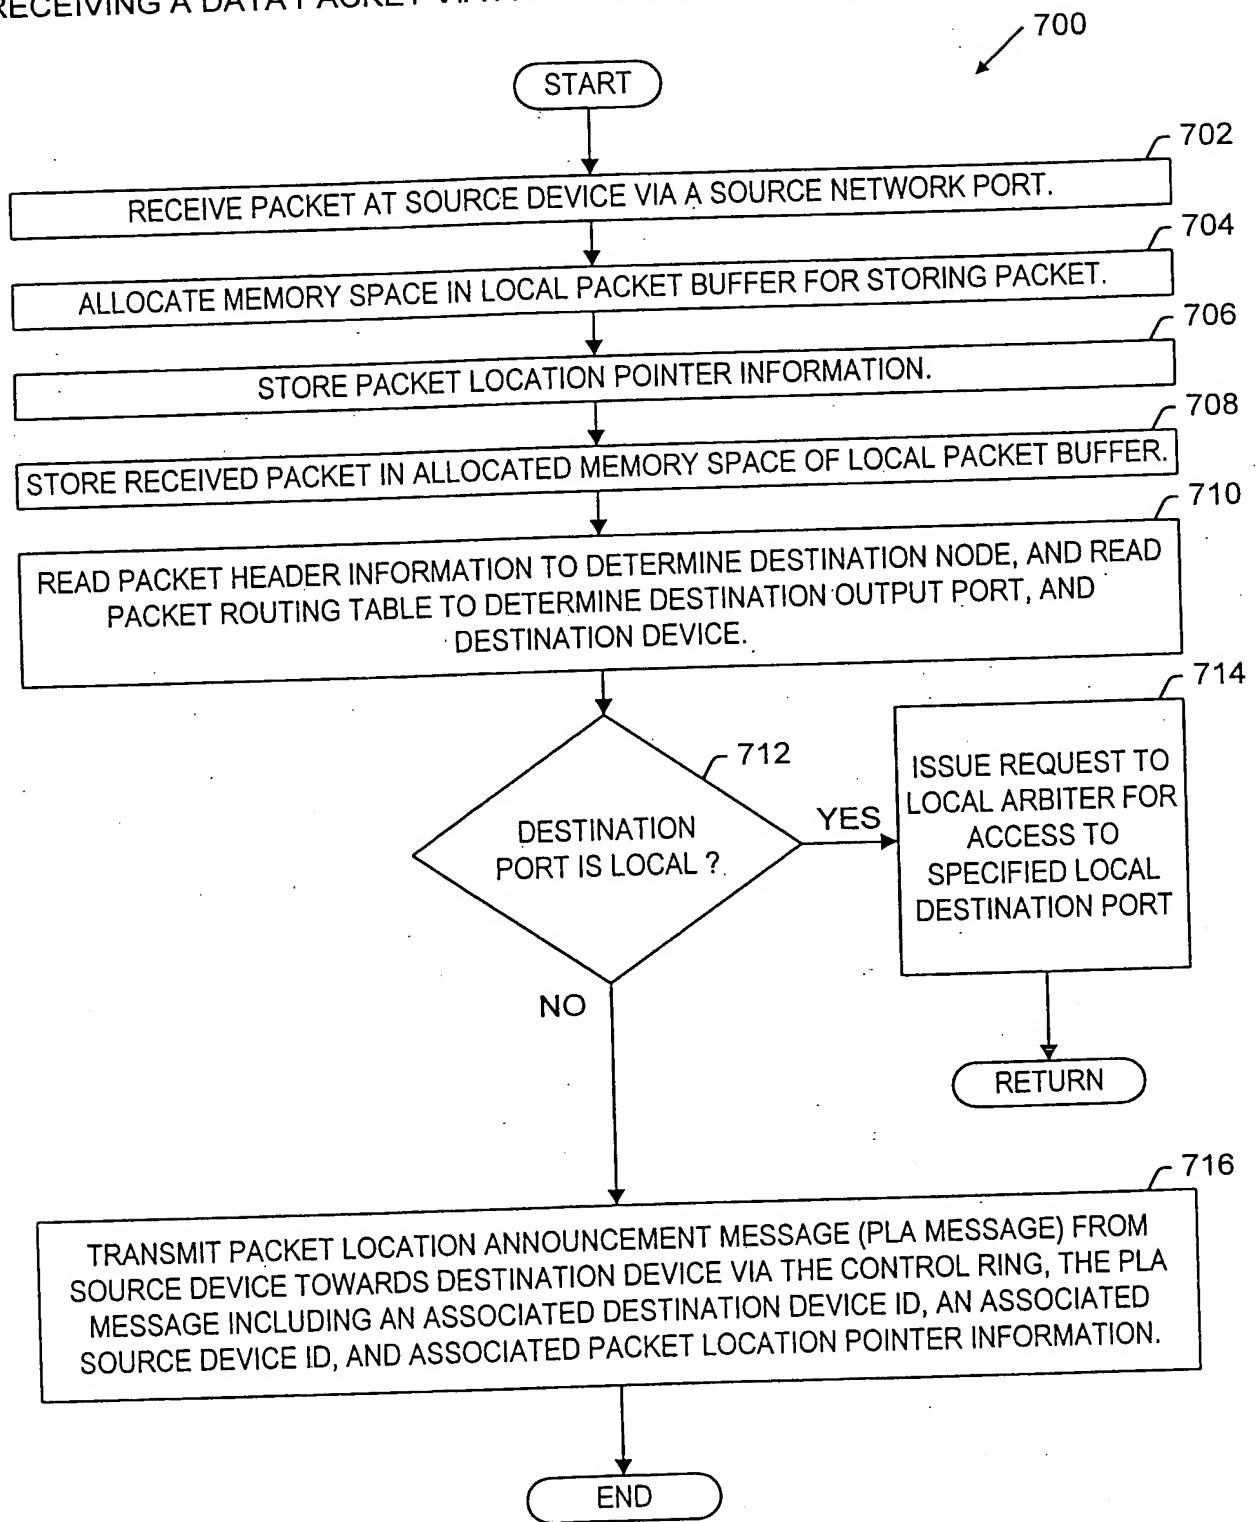 RECEIVING A DATA PACKET VIA
700
START
702
RECEIVE PACKET AT SOURCE DEVICE VIA A SOURCE NETWORK PORT.
704
ALLOCATE MEMORY SPACE IN LOCAL PACKET BUFFER FOR STORING PACKET.
706
STORE PACKET LOCATION POINTER INFORMATION.
708
STORE RECEIVED PACKET IN ALLOCATED MEMORY SPACE OF LOCAL PACKET BUFFER.
710
READ PACKET HEADER INFORMATION TO DETERMINE DESTINATION NODE, AND READ
PACKET ROUTING TABLE TO DETERMINE DESTINATION OUTPUT PORT, AND
DESTINATION DEVICE.
712
DESTINATION
PORT IS LOCAL ?
YES
714
ISSUE REQUEST TO
LOCAL ARBITER FOR
ACCESS TO
SPECIFIED LOCAL
DESTINATION PORT
NO
RETURN
716
TRANSMIT PACKET LOCATION ANNOUNCEMENT MESSAGE (PLA MESSAGE) FROM
SOURCE DEVICE TOWARDS DESTINATION DEVICE VIA THE CONTROL RING, THE PLA
MESSAGE INCLUDING AN ASSOCIATED DESTINATION DEVICE ID, AN ASSOCIATED
SOURCE DEVICE ID, AND ASSOCIATED PACKET LOCATION POINTER INFORMATION.
END